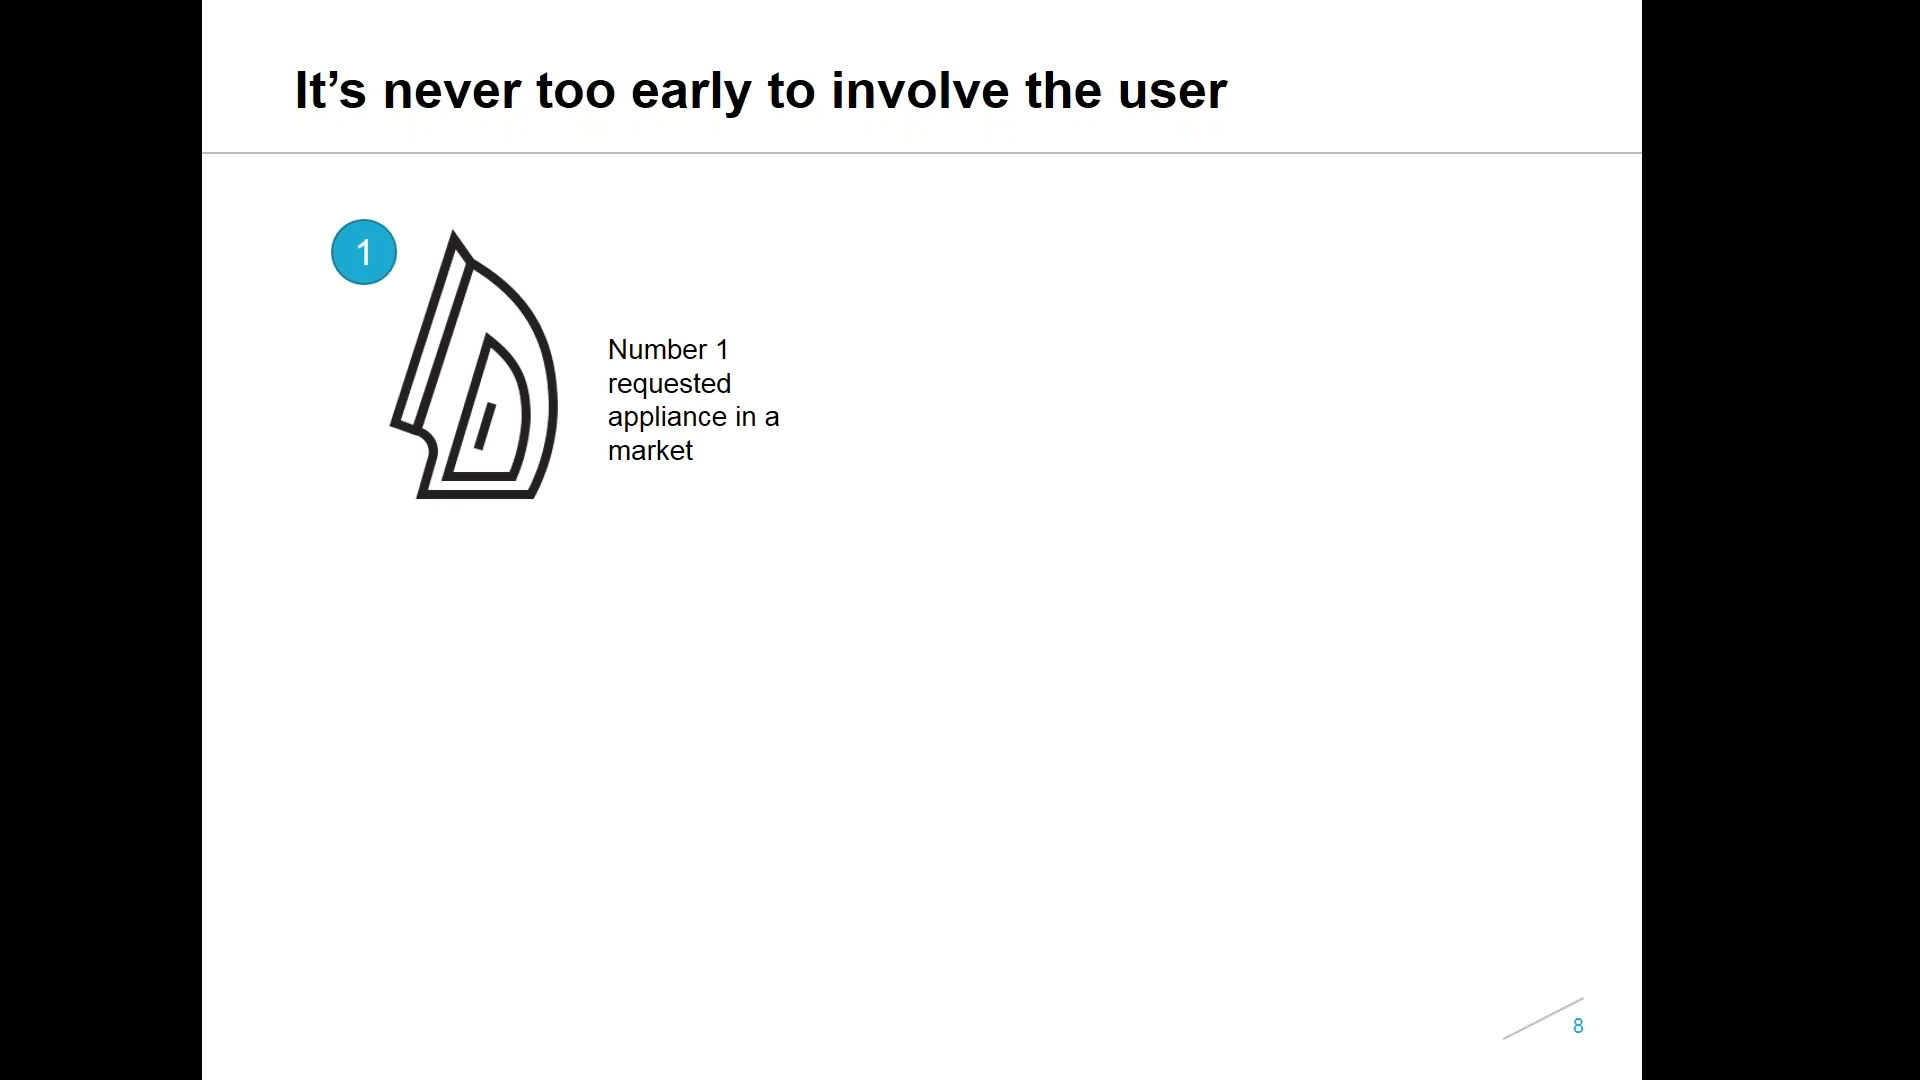 It’s never too early to involve the user
1
Number 1
requested
appliance in a
market
8